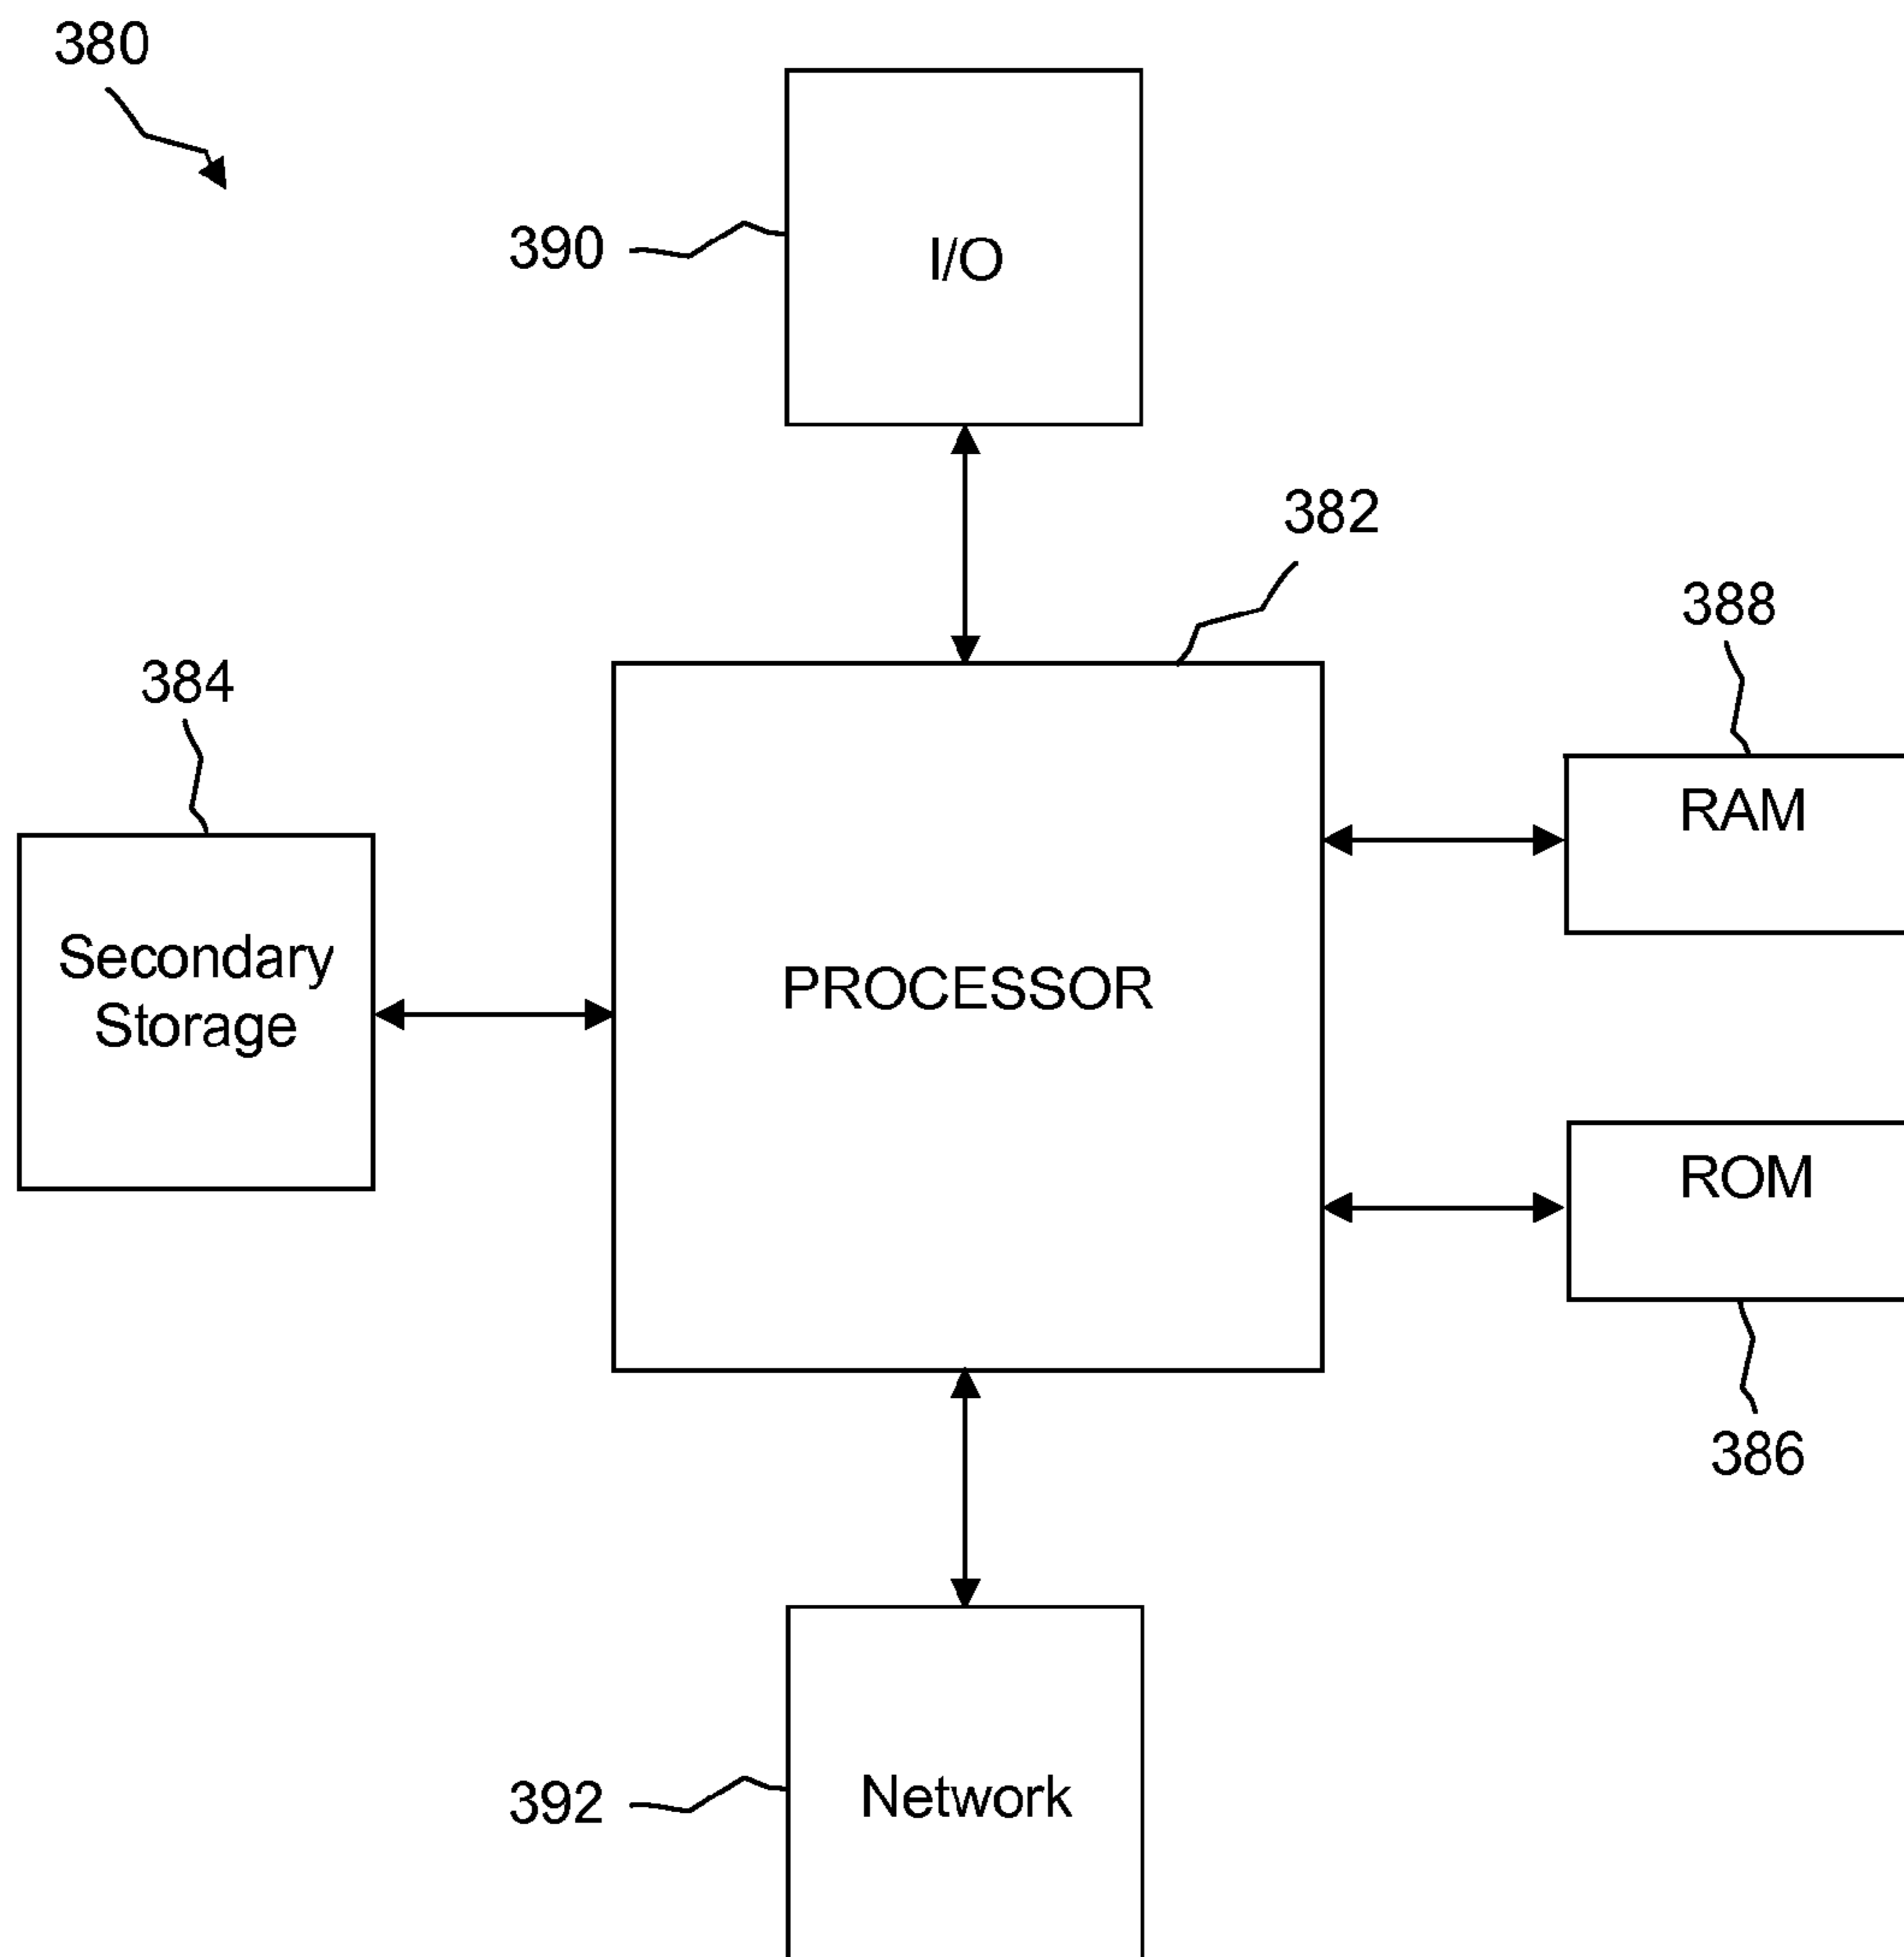 380
390
I/O
382
388
384
RAM
Secondary
Storage
PROCESSOR
ROM
386
392
Network